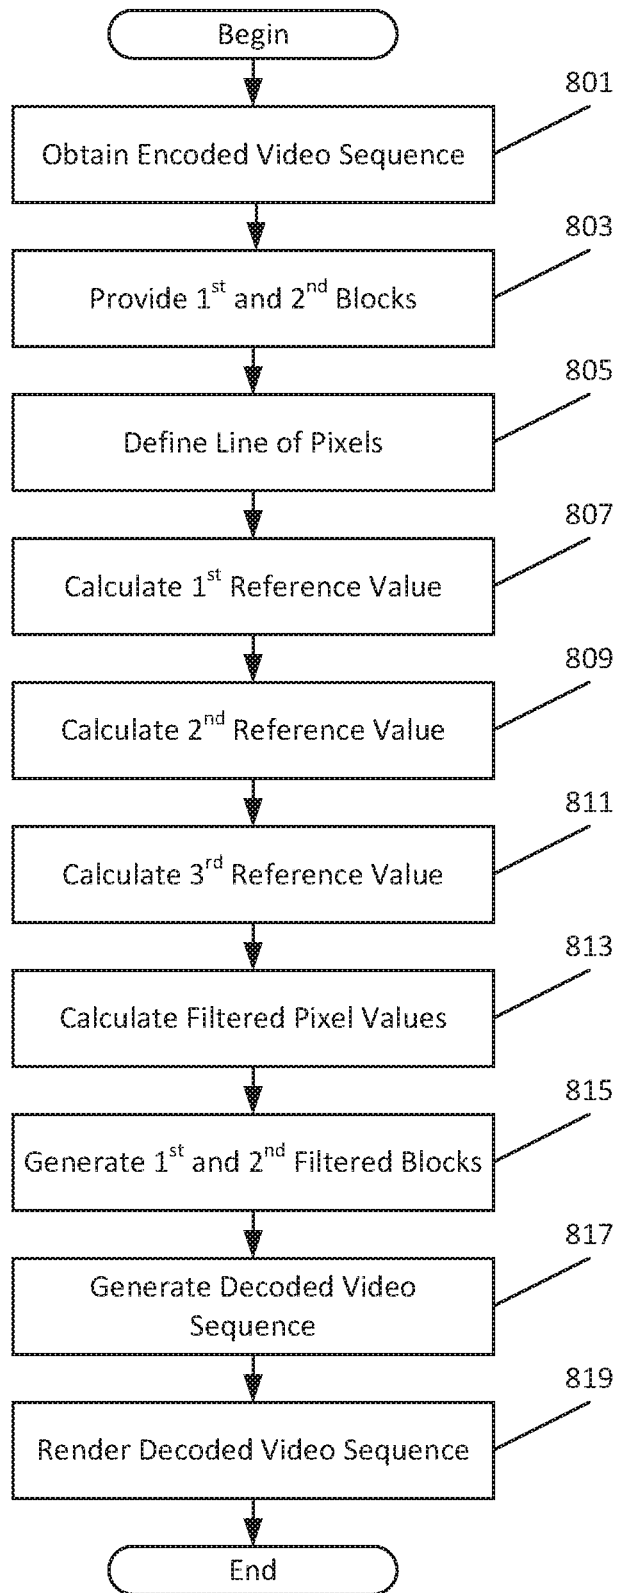 Begin
801
Obtain Encoded Video Sequence
803
Provide 1st and 2nd Blocks
805
Define Line of Pixels
807
Calculate 1st Reference Value
809
Calculate 2nd Reference Value
811
Calculate 3rd Reference Value
813
Calculate Filtered Pixel Values
815
Generate 1st and 2nd Filtered Blocks
817
Generate Decoded Video
Sequence
819
Render Decoded Video Sequence
End